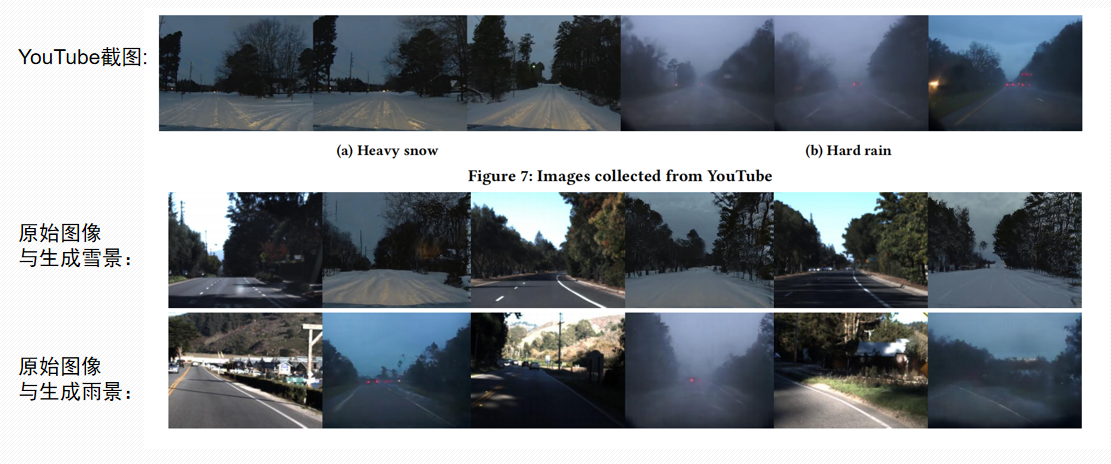 YouTube截图:
(a) Heavy snow
(b) Hard rain
Figure 7: Images collected from YouTube
原始图像
与生成雪景：
原始图像
与生成雨景：